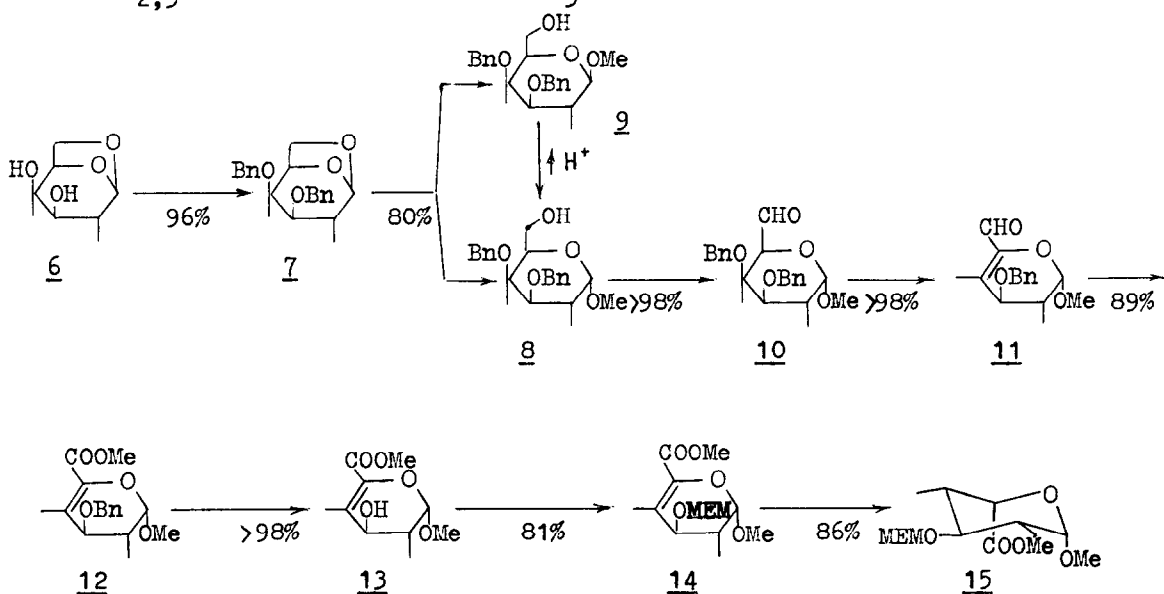 2,5 5
OH
BnO O OMe
OBn
9
H+
HO O O
OH
6
96%
BnO O O
OBn
7
80%
OH
BnO O
OBn
OMe
8
>98%
CHO
BnO O
OBn
OMe
10
>98%
CHO
O
OBn
OMe
11
89%
COOMe
O
OBn
OMe
12
>98%
COOMe
O
OH
OMe
13
81%
COOMe
O
OMEM
OMe
14
86%
O
MEMO
COOMe
OMe
15